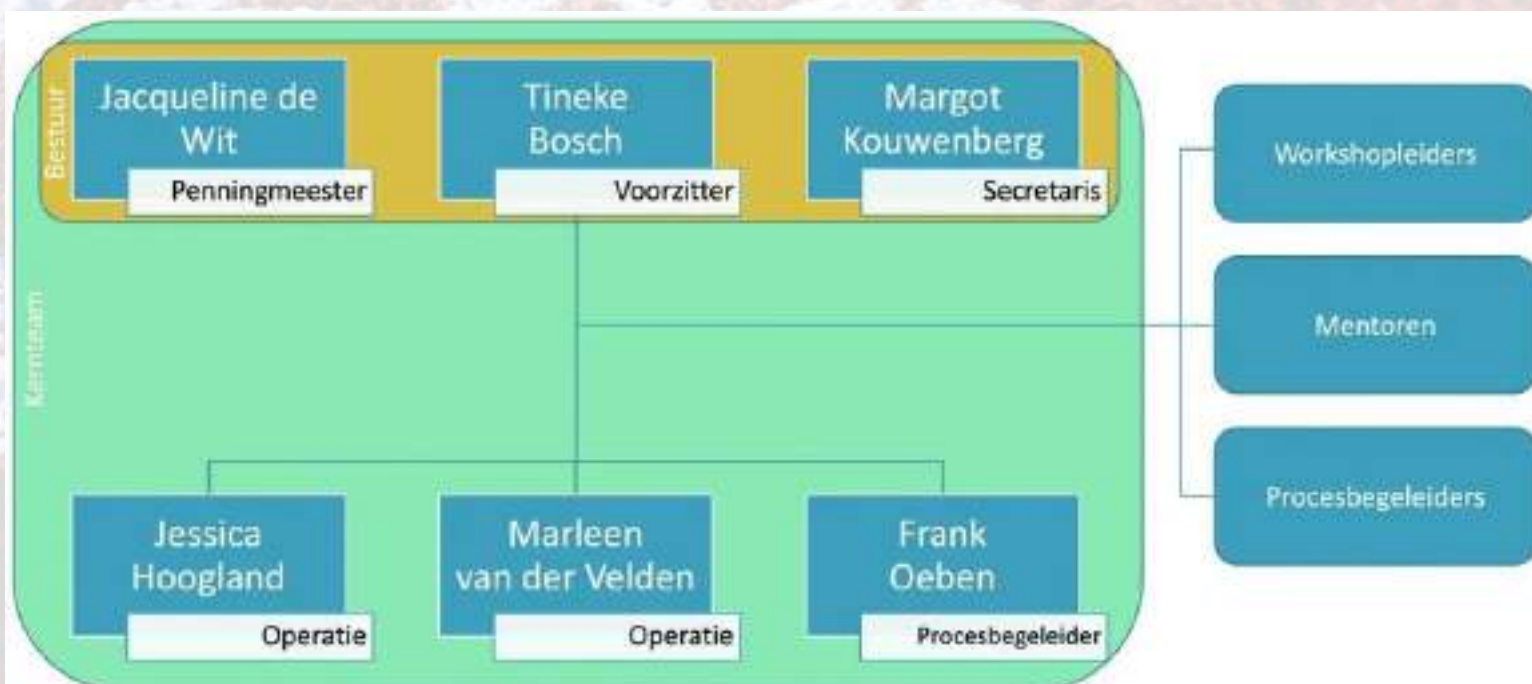 Bestuur
Jacqueline de
Wit
Penningmeester
Tineke
Bosch
Voorzitter
Margot
Kouwenberg
Secretaris
Workshopleiders
Mentoren
Procesbegeleiders
Kernteam
Jessica
Hoogland
Operatie
Marleen
van der Velden
Operatie
Frank
Oeben
Procesbegeleider